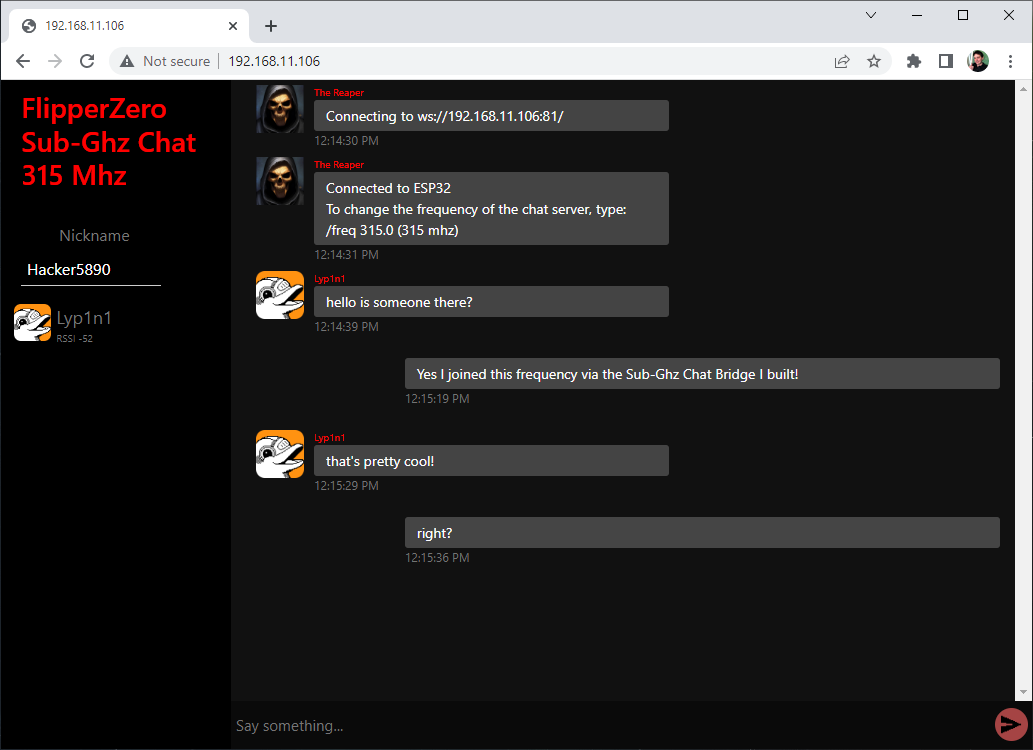 192.168.11.106
Not secure
192.168.11.106
FlipperZero
Sub-Ghz Chat
315 Mhz
Nickname
Hacker5890
Lyp1n1
RSSI -52
The Reaper
Connecting to ws://192.168.11.106:81/
12:14:30 PM
The Reaper
Connected to ESP32
To change the frequency of the chat server, type:
/freq 315.0 (315 mhz)
12:14:31 PM
Lyp1n1
hello is someone there?
12:14:39 PM
Yes I joined this frequency via the Sub-Ghz Chat Bridge I built!
12:15:19 PM
Lyp1n1
that's pretty cool!
12:15:29 PM
right?
12:15:36 PM
Say something...